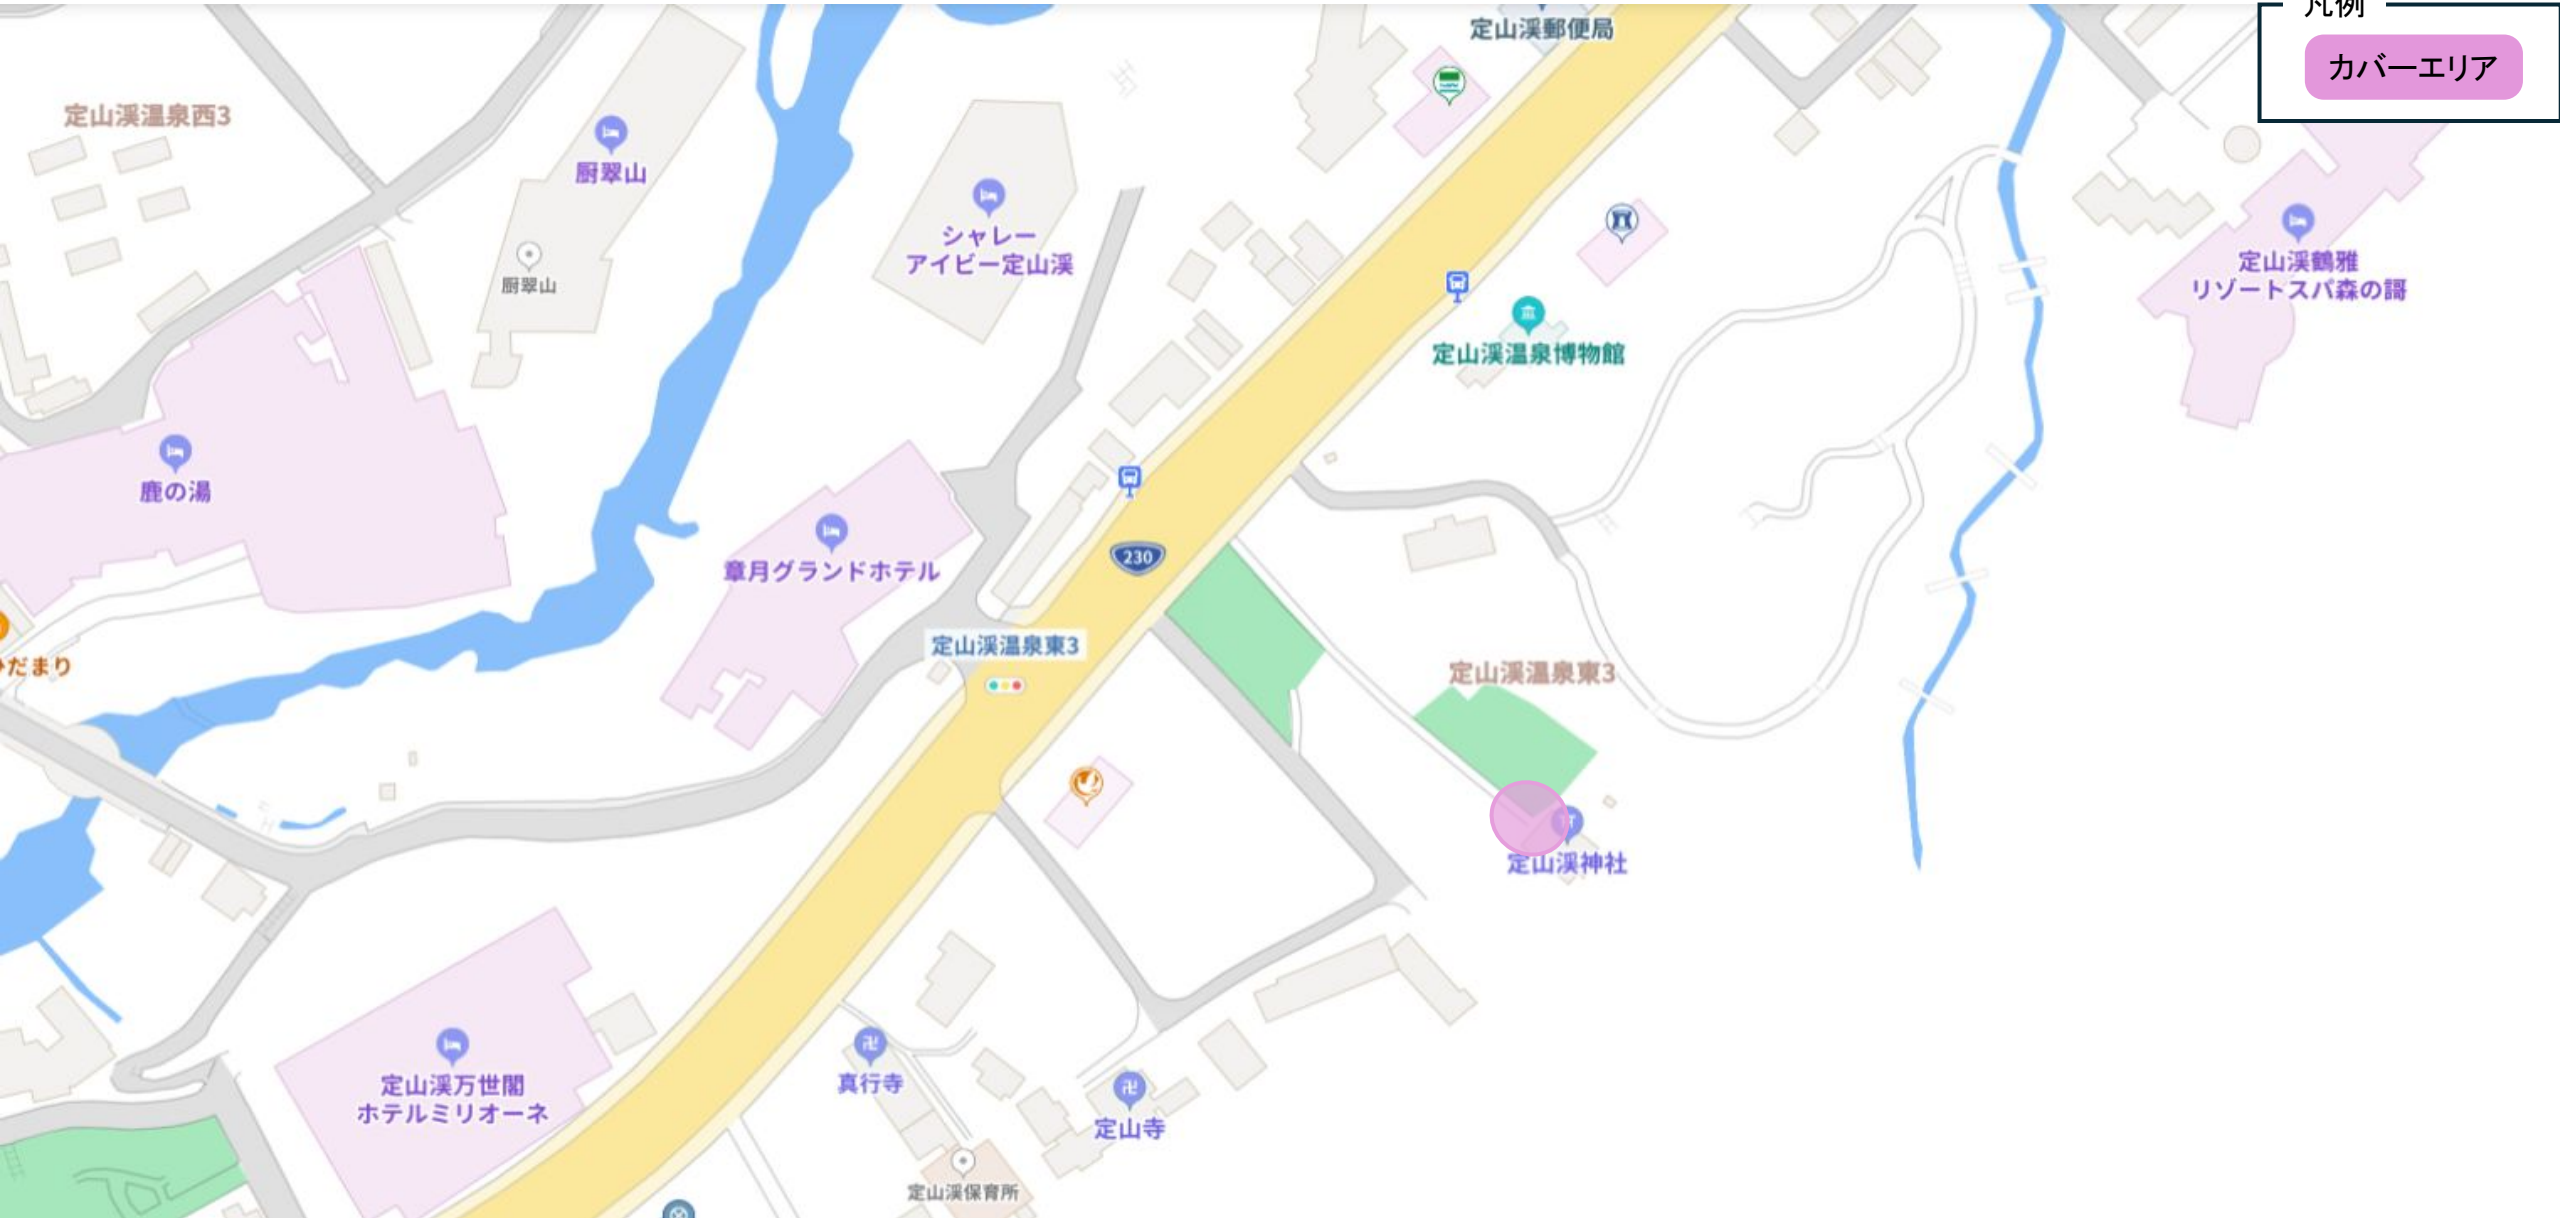 定山渓郵便局
凡例
カバーエリア
定山渓温泉西3
厨翠山
厨翠山
シャレー
アイビー定山渓
定山渓鶴雅
リゾートスパ森の謌
定山渓温泉博物館
鹿の湯
章月グランドホテル
230
定山渓温泉東3
だまり
定山渓温泉東3
定山渓神社
真行寺
定山渓万世閣
ホテルミリオーネ
定山寺
定山渓保育所